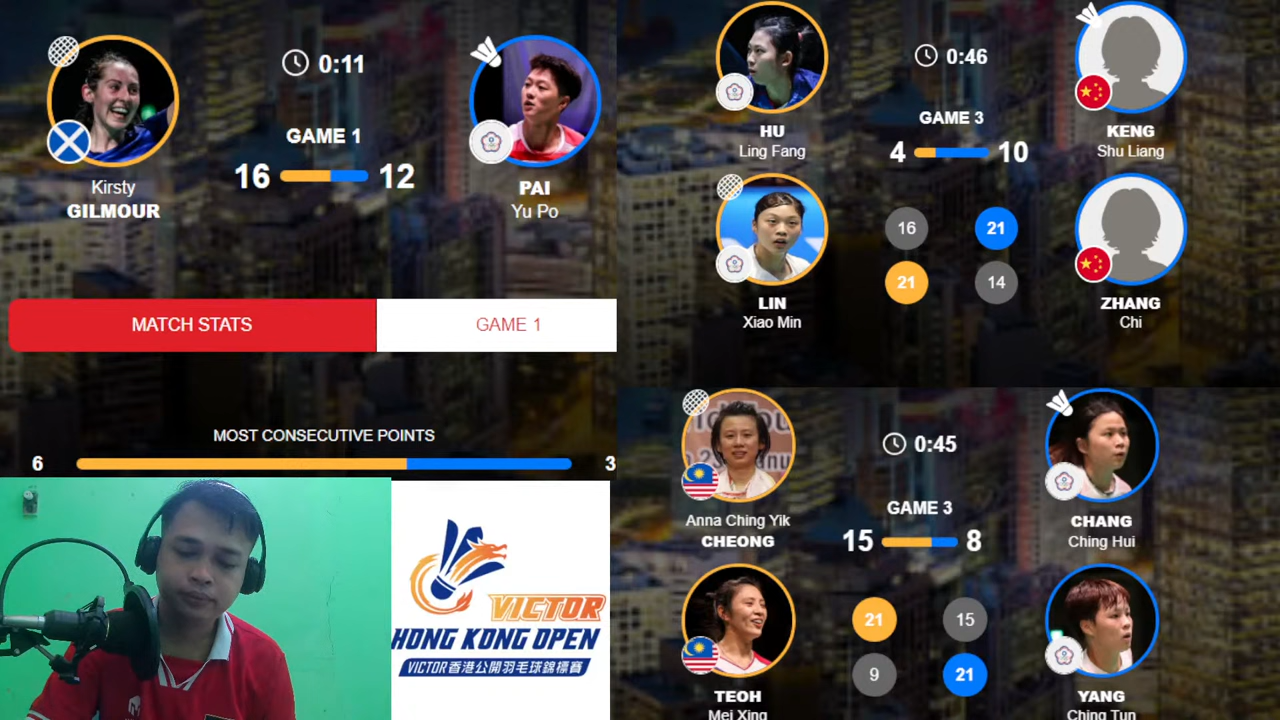 0:11
GAME 1
16 12
Kirsty
GILMOUR
PAI
Yu Po
MATCH STATS
GAME 1
MOST CONSECUTIVE POINTS
6 3
0:46
GAME 3
HU
Ling Fang
4 10
KENG
Shu Liang
16 21
21 14
LIN
Xiao Min
ZHANG
Chi
0:45
GAME 3
Anna Ching Yik
CHEONG
15 8
CHANG
Ching Hui
21 15
9 21
TEOH
Mei Xing
YANG
Ching Tun
VICTOR
HONG KONG OPEN
VICTOR香港公開羽毛球錦標賽